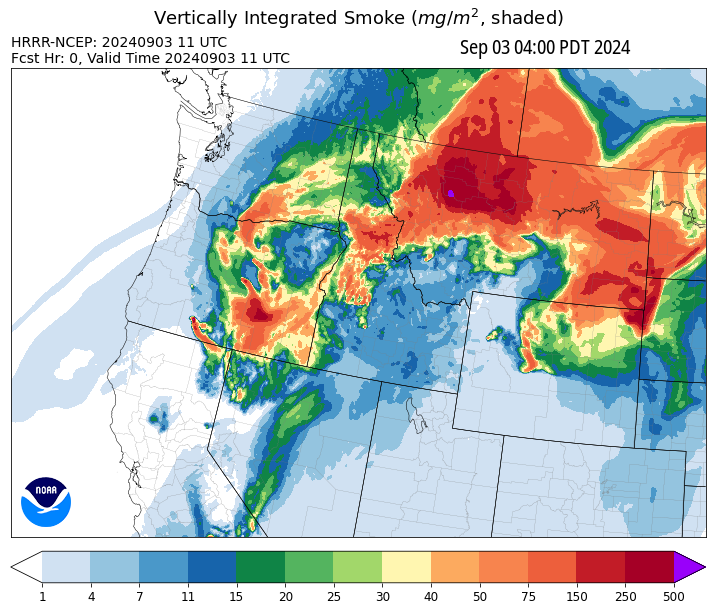 Vertically Integrated Smoke (mg/m², shaded)
HRRR-NCEP: 20240903 11 UTC
Sep 03 04:00 PDT 2024
Fcst Hr: 0, Valid Time 20240903 11 UTC
NOAA
1 4 7 11 15 20 25 30 40 50 75 150 250 500